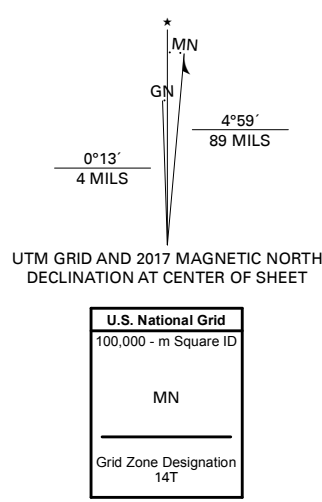 ★
MN
GN
4°59´
89 MILS
0°13´
4 MILS
UTM GRID AND 2017 MAGNETIC NORTH
DECLINATION AT CENTER OF SHEET
U.S. National Grid
100,000 - m Square ID
MN
Grid Zone Designation
14T